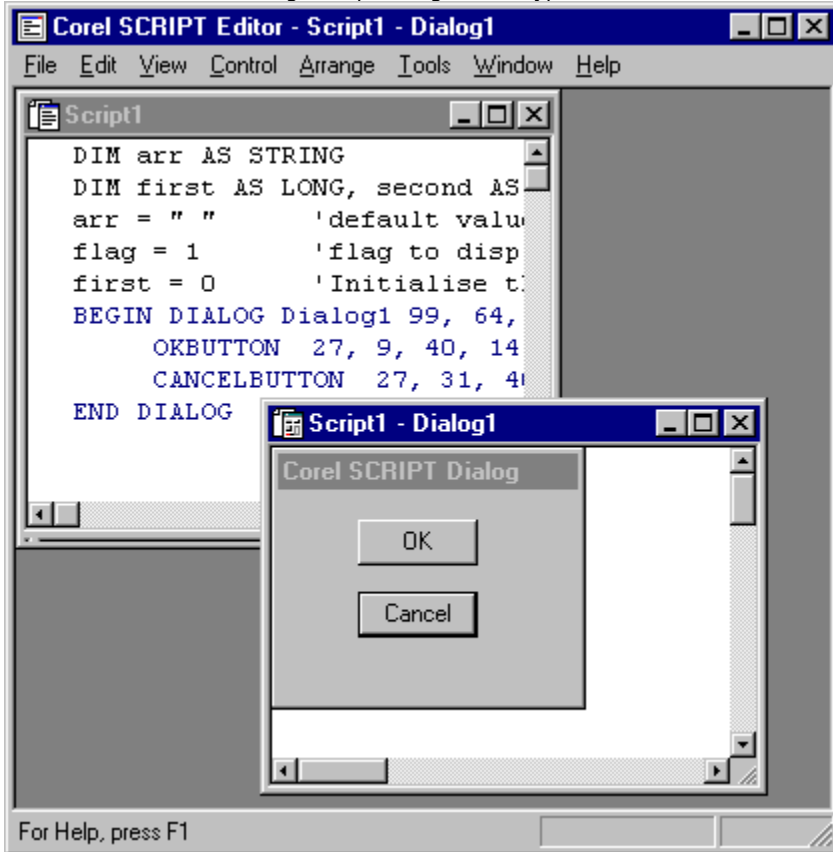 Corel SCRIPT Editor - Script1 - Dialog1
File Edit View Control Arrange Tools Window Help
Script1
DIM arr AS STRING
DIM first AS LONG, second AS
arr = " " 'default valu
flag = 1 'flag to disp
first = 0 'Initialise t
BEGIN DIALOG Dialog1 99, 64,
OKBUTTON 27, 9, 40, 14
CANCELBUTTON 27, 31, 4
END DIALOG
Script1 - Dialog1
Corel SCRIPT Dialog
OK
Cancel
For Help, press F1